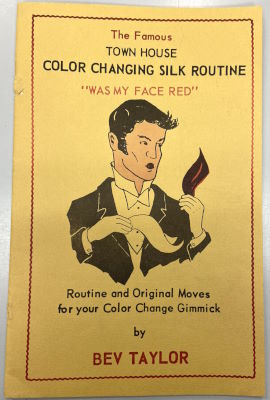 The Famous
TOWN HOUSE
COLOR CHANGING SILK ROUTINE
"WAS MY FACE RED"
Routine and Original Moves
for your Color Change Gimmick
by
BEV TAYLOR